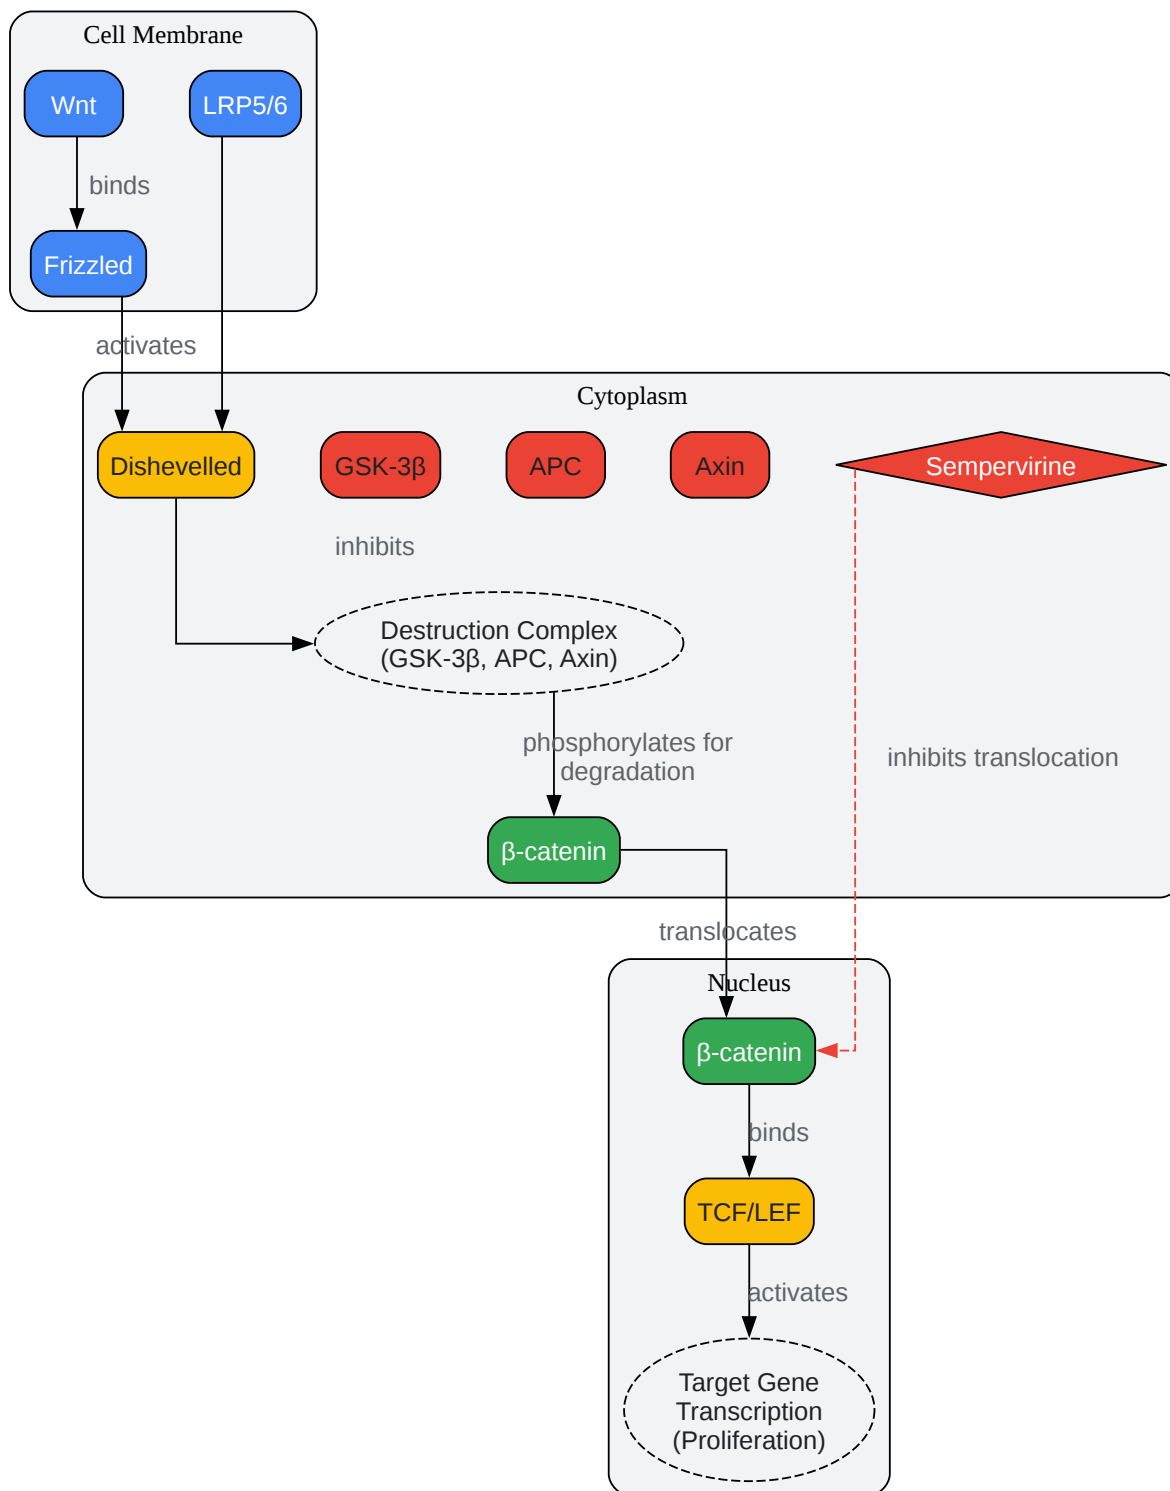 Cell Membrane
Wnt
LRP5/6
binds
Frizzled
activates
Cytoplasm
Dishevelled
GSK-3β
APC
Axin
Sempervirine
inhibits
Destruction Complex
(GSK-3β, APC, Axin)
phosphorylates for
degradation
inhibits translocation
β-catenin
translocates
Nucleus
β-catenin
binds
TCF/LEF
activates
Target Gene
Transcription
(Proliferation)